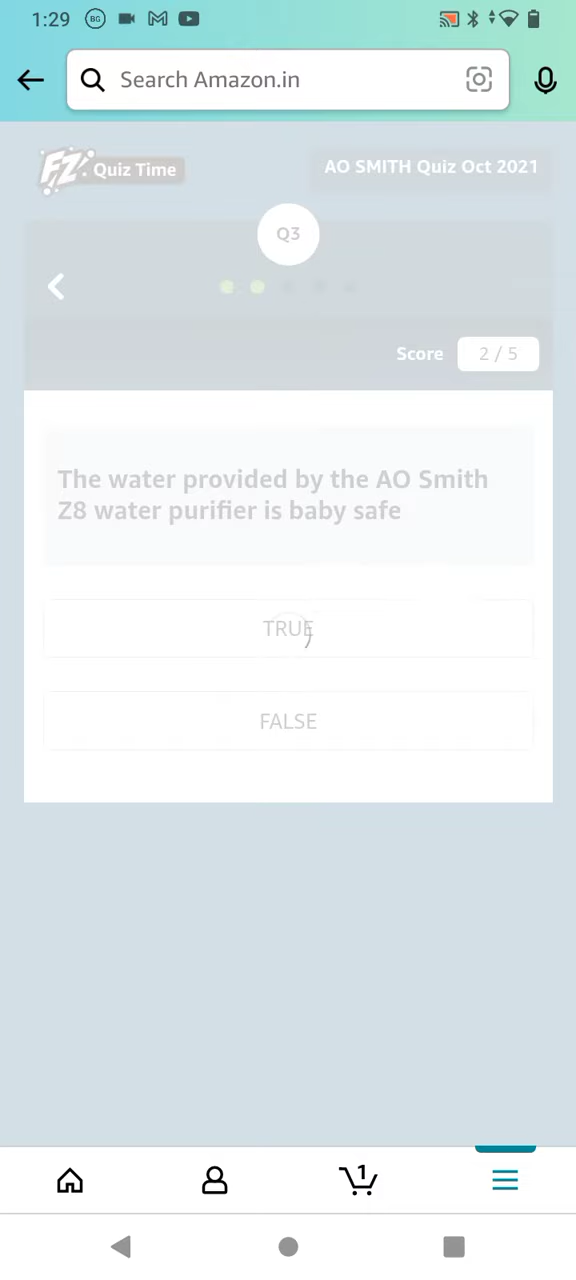 1:29 BG
Search Amazon.in
FZ Quiz Time
AO SMITH Quiz Oct 2021
Q3
Score 2 / 5
The water provided by the AO Smith
Z8 water purifier is baby safe
TRUE
FALSE
1